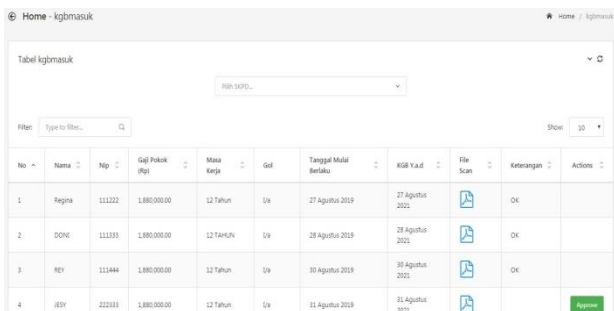 Home - kgbmasuk
Home / kgbmasuk
Tabel kgbmasuk
Pilih SKPD...
Filter: Type to filter... Show: 10
No Nama Nip Gaji Pokok (Rp) Masa Kerja Gol Tanggal Mulai Berlaku KGB Y.a.d File Scan Keterangan Actions
1 Regina 111222 1,880,000.00 12 Tahun I/a 27 Agustus 2019 27 Agustus 2021 OK
2 DONI 111333 1,880,000.00 12 TAHUN I/a 28 Agustus 2019 28 Agustus 2021 OK
3 REY 111444 1,880,000.00 12 Tahun I/a 30 Agustus 2019 30 Agustus 2021 OK
4 JESY 222333 1,880,000.00 12 Tahun I/a 31 Agustus 2019 31 Agustus 2021 Approve